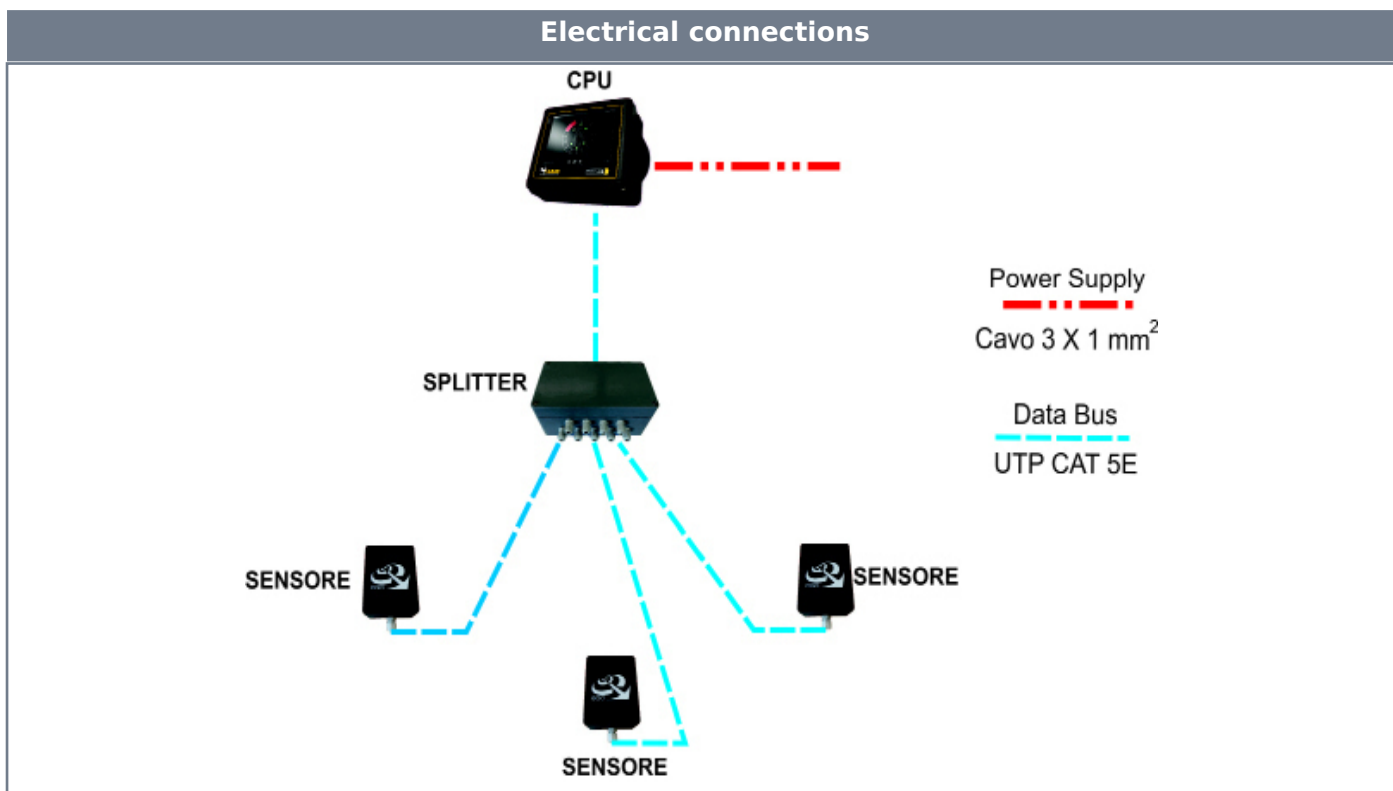 Electrical connections
CPU
Power Supply
Cavo 3 X 1 mm²
SPLITTER
Data Bus
UTP CAT 5E
SENSORE
SENSORE
SENSORE